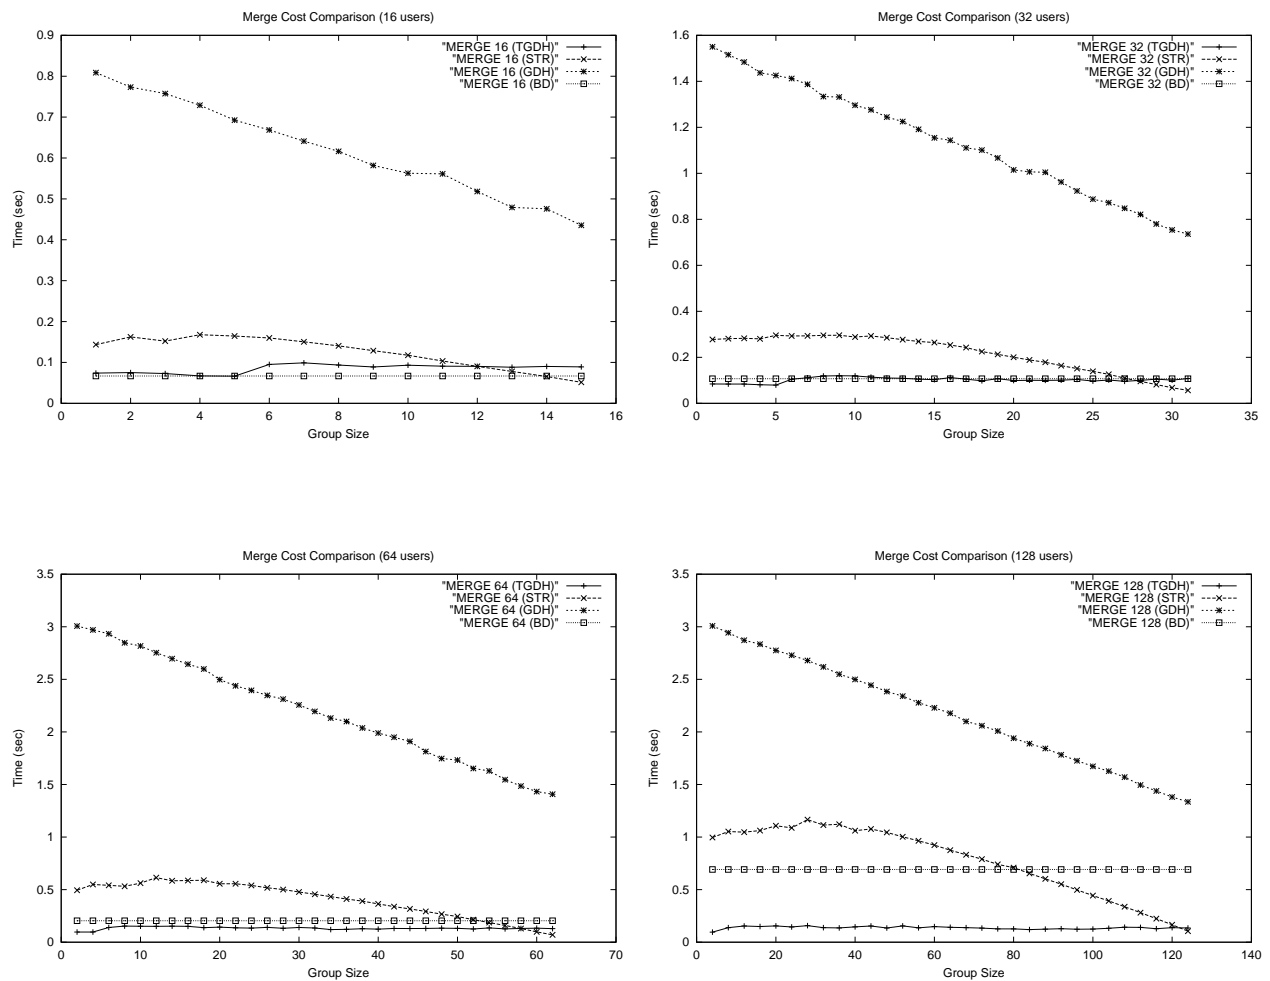 Merge Cost Comparison (16 users)
0.9
0.8
0.7
0.6
0.5
0.4
0.3
0.2
0.1
0
0 2 4 6 8 10 12 14 16
Time (sec)
Group Size
"MERGE 16 (TGDH)"
"MERGE 16 (STR)"
"MERGE 16 (GDH)"
"MERGE 16 (BD)"
Merge Cost Comparison (32 users)
1.6
1.4
1.2
1
0.8
0.6
0.4
0.2
0
0 5 10 15 20 25 30 35
Time (sec)
Group Size
"MERGE 32 (TGDH)"
"MERGE 32 (STR)"
"MERGE 32 (GDH)"
"MERGE 32 (BD)"
Merge Cost Comparison (64 users)
3.5
3
2.5
2
1.5
1
0.5
0
0 10 20 30 40 50 60 70
Time (sec)
Group Size
"MERGE 64 (TGDH)"
"MERGE 64 (STR)"
"MERGE 64 (GDH)"
"MERGE 64 (BD)"
Merge Cost Comparison (128 users)
3.5
3
2.5
2
1.5
1
0.5
0
0 20 40 60 80 100 120 140
Time (sec)
Group Size
"MERGE 128 (TGDH)"
"MERGE 128 (STR)"
"MERGE 128 (GDH)"
"MERGE 128 (BD)"